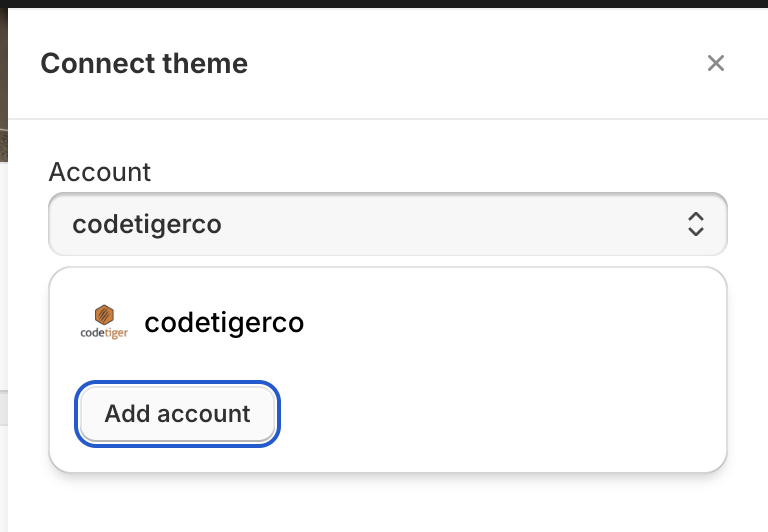 Connect theme
Account
codetigerco
codetiger
codetigerco
Add account